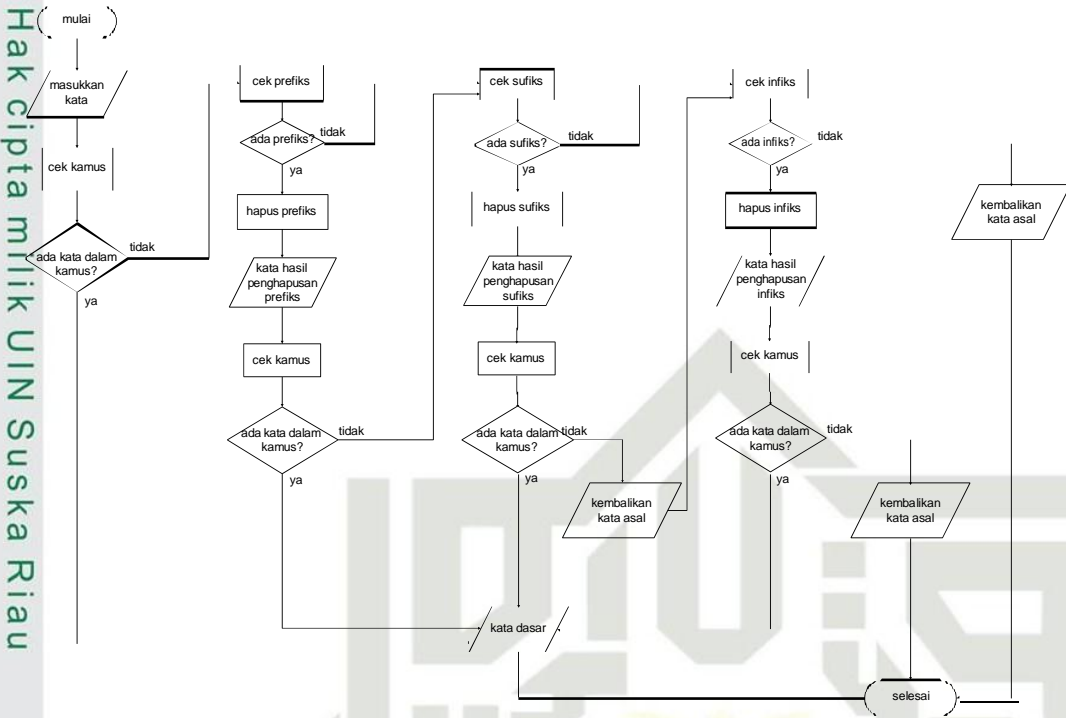 Hak cipta milik UIN Suska Riau
mulai
masukkan
kata
cek kamus
ada kata dalam
kamus?
tidak
ya
cek prefiks
ada prefiks?
tidak
ya
hapus prefiks
kata hasil
penghapusan
prefiks
cek kamus
ada kata dalam
kamus?
tidak
ya
cek sufiks
ada sufiks?
tidak
ya
hapus sufiks
kata hasil
penghapusan
sufiks
cek kamus
ada kata dalam
kamus?
tidak
ya
kembalikan
kata asal
cek infiks
ada infiks?
tidak
ya
hapus infiks
kata hasil
penghapusan
infiks
cek kamus
ada kata dalam
kamus?
tidak
ya
kembalikan
kata asal
kembalikan
kata asal
kata dasar
selesai